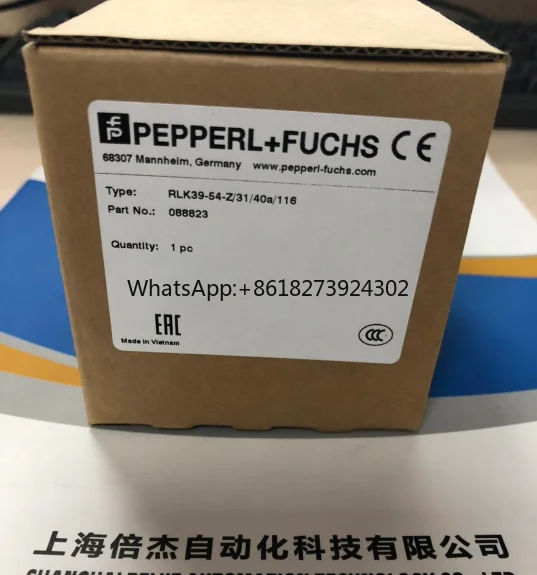 PEPPERL+FUCHS CE
68307 Mannheim, Germany www.pepperl-fuchs.com
Type: RLK39-54-Z/31/40a/116
Part No.: 088823
Quantity: 1 pc
WhatsApp:+8618273924302
EAC
CCC
Made in Vietnam
上海倍杰自动化科技有限公司